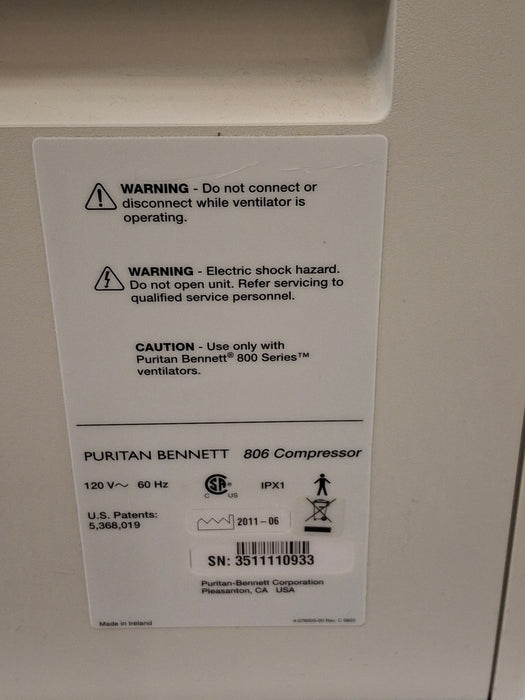 WARNING - Do not connect or
disconnect while ventilator is
operating.
WARNING - Electric shock hazard.
Do not open unit. Refer servicing to
qualified service personnel.
CAUTION - Use only with
Puritan Bennett® 800 Series™
ventilators.
PURITAN BENNETT 806 Compressor
120 V~ 60 Hz
C US
IPX1
U.S. Patents:
5,368,019
2011-06
SN: 3511110933
Puritan-Bennett Corporation
Pleasanton, CA USA
Made in Ireland